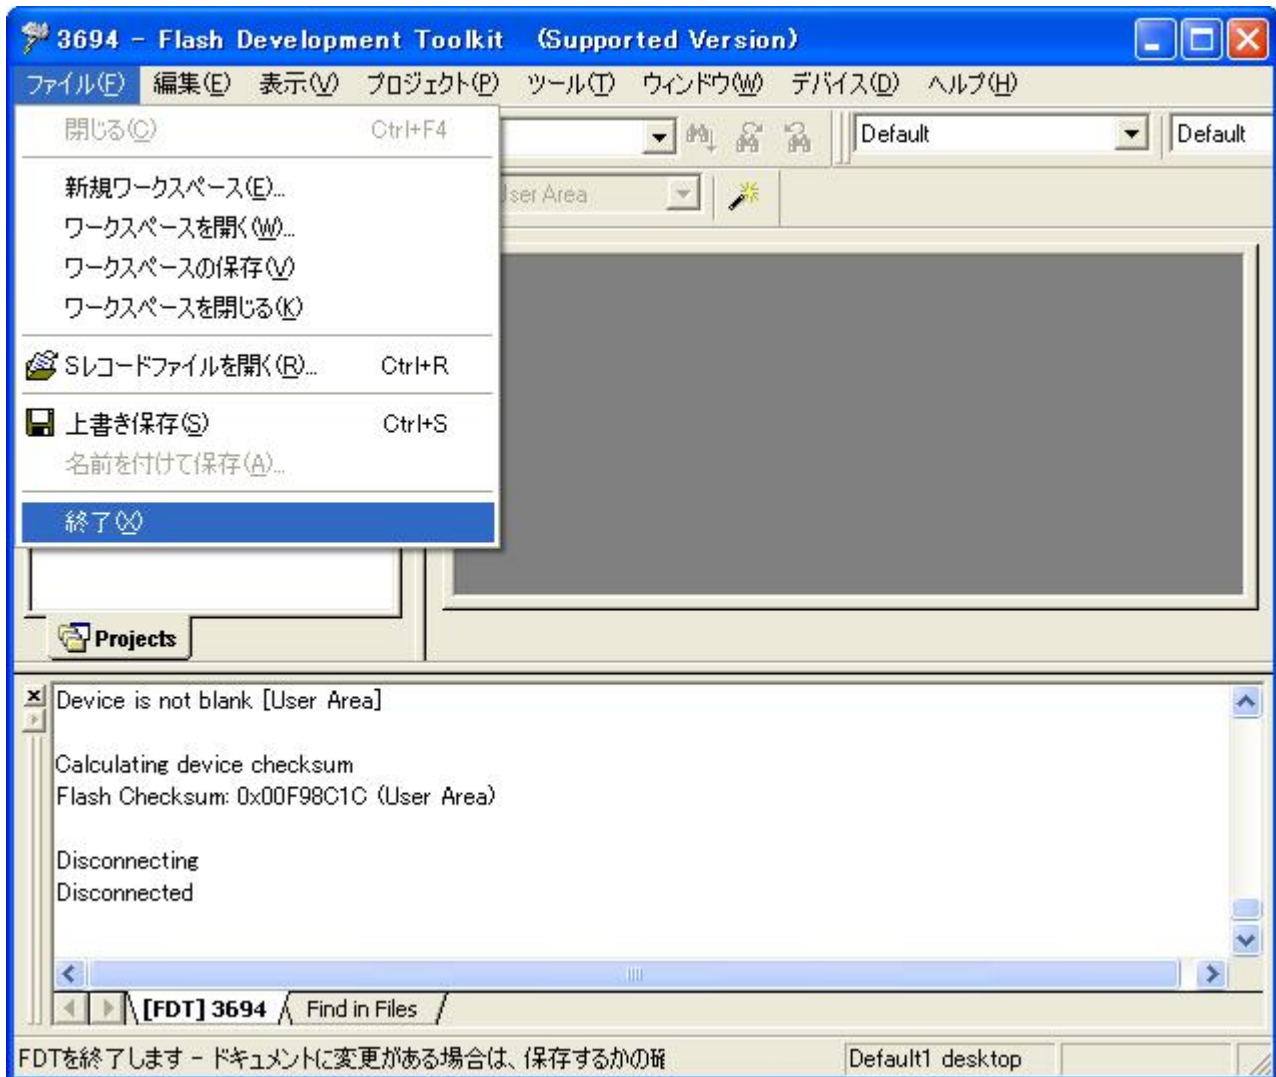 3694 - Flash Development Toolkit (Supported Version)
ファイル(F) 編集(E) 表示(V) プロジェクト(P) ツール(T) ウィンドウ(W) デバイス(D) ヘルプ(H)
閉じる(C) Ctrl+F4
Default Default
新規ワークスペース(E)...
User Area
ワークスペースを開く(W)...
ワークスペースの保存(V)
ワークスペースを閉じる(K)
Sレコードファイルを開く(R)... Ctrl+R
上書き保存(S) Ctrl+S
名前を付けて保存(A)...
終了(X)
Projects
Device is not blank [User Area]
Calculating device checksum
Flash Checksum: 0x00F98C1C (User Area)
Disconnecting
Disconnected
[FDT] 3694 Find in Files
FDTを終了します - ドキュメントに変更がある場合は、保存するかの確 Default1 desktop